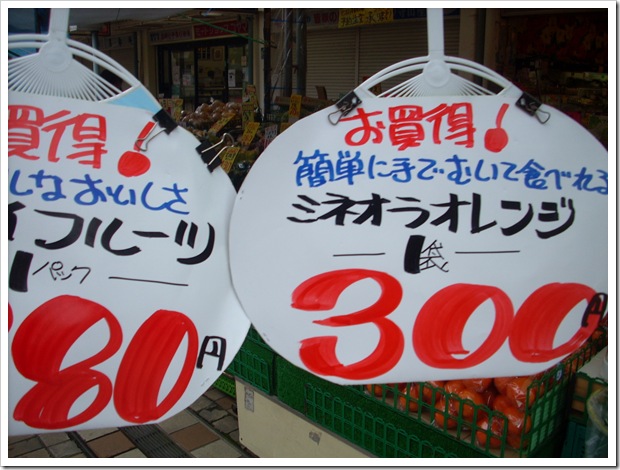 買得!
しなおいしさ
フルーツ
1パック
80円
お買得!
簡単に手でむいて食べれる
ミネオラオレンジ
1袋
300円